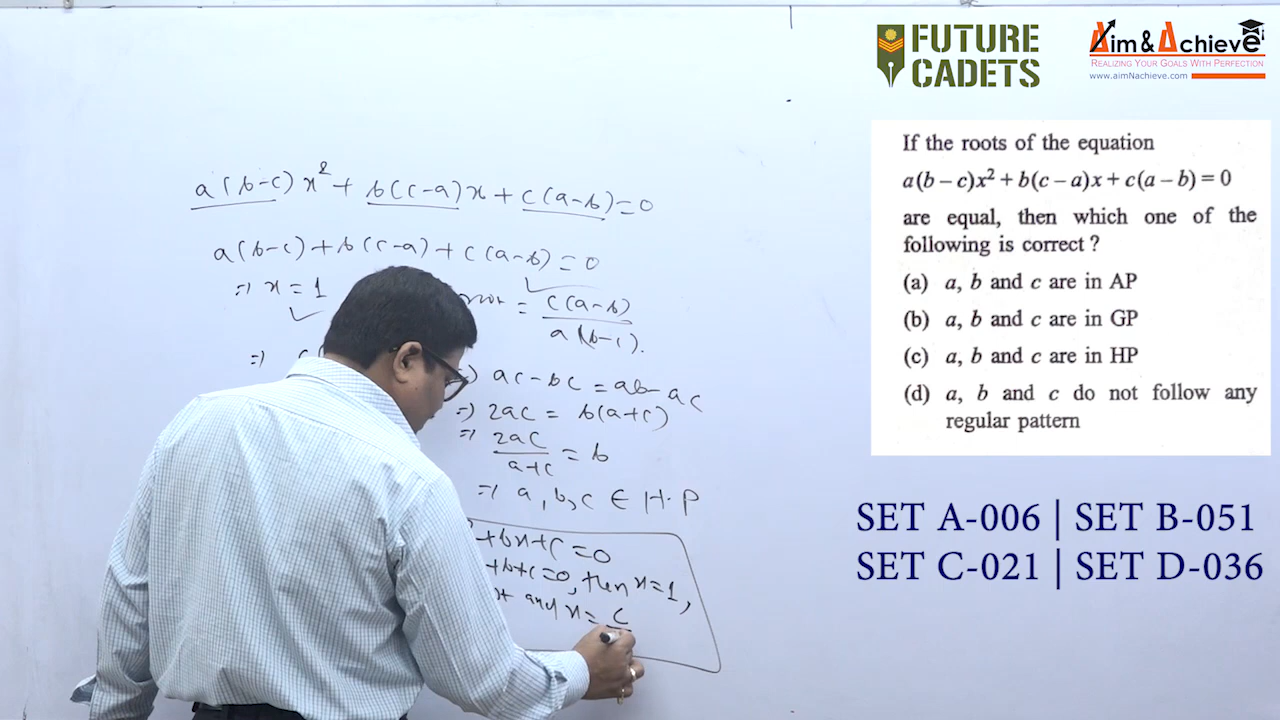 FUTURE
CADETS
Aim & Achieve
REALIZING YOUR GOALS WITH PERFECTION
www.aimNachieve.com
a(b-c)x² + b(c-a)x + c(a-b) = 0
a(b-c) + b(c-a) + c(a-b) = 0
⇒ x = 1
= c(a-b)
a(b-c).
⇒
ac - bc = ab - ac
⇒ 2ac = b(a+c)
⇒ 2ac
a+c
= b
⇒ a, b, c ∈ H.P
+bx+c=0
+b+c=0, then x=1,
and x = c
If the roots of the equation
a(b – c)x² + b(c – a)x + c(a – b) = 0
are equal, then which one of the
following is correct ?
(a) a, b and c are in AP
(b) a, b and c are in GP
(c) a, b and c are in HP
(d) a, b and c do not follow any
regular pattern
SET A-006 | SET B-051
SET C-021 | SET D-036